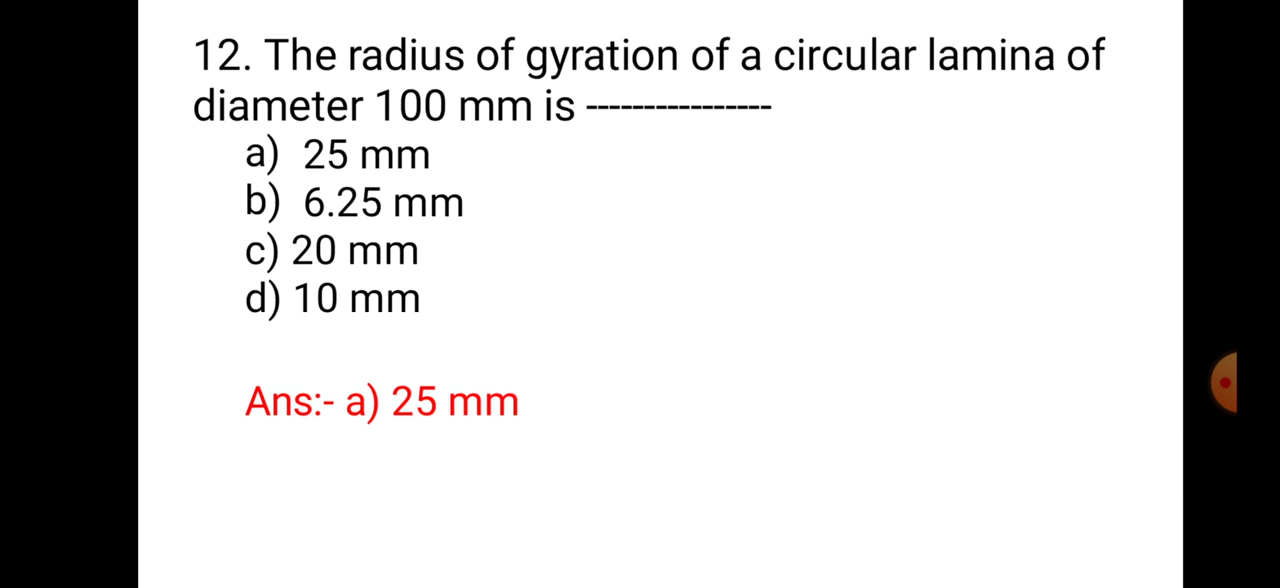 12. The radius of gyration of a circular lamina of
diameter 100 mm is ----------------
a) 25 mm
b) 6.25 mm
c) 20 mm
d) 10 mm
Ans:- a) 25 mm